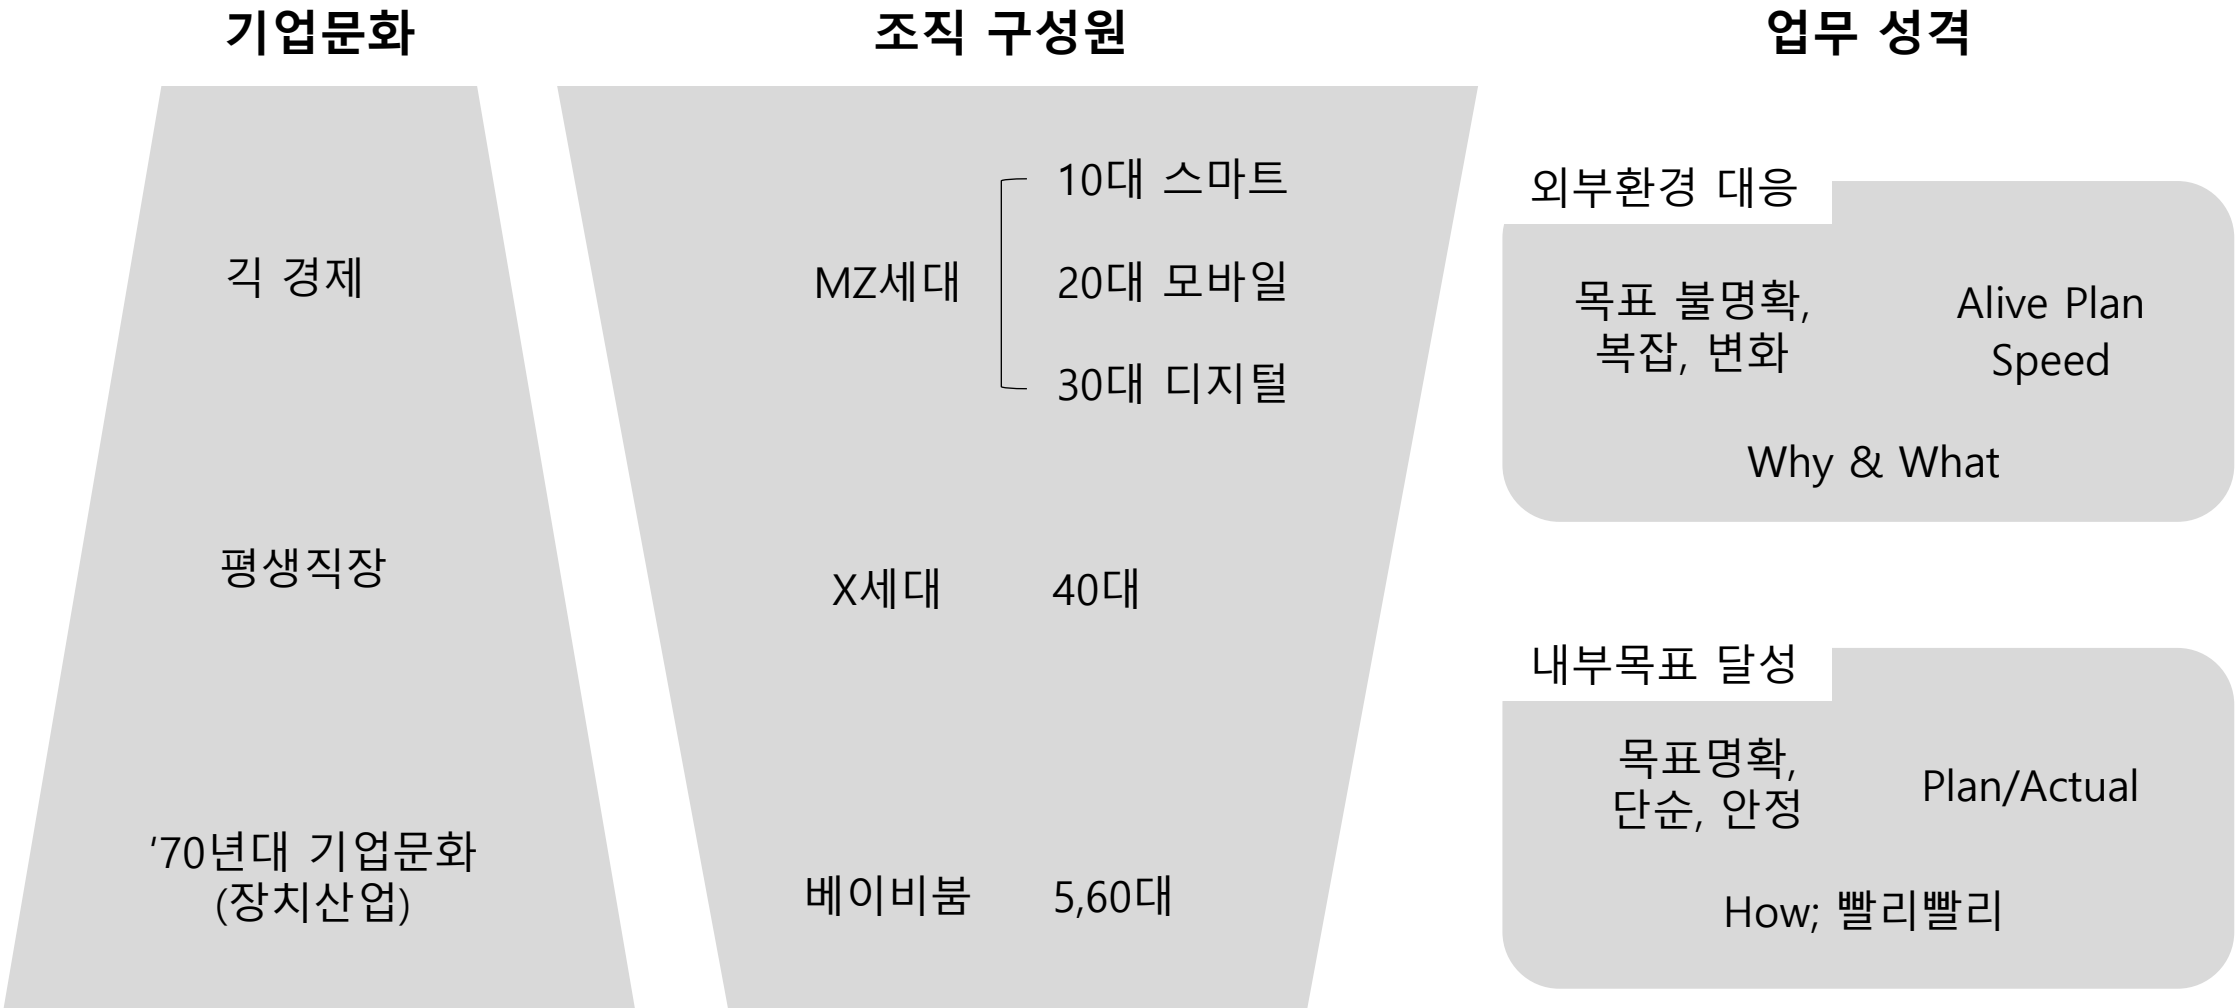 기업문화
조직 구성원
업무 성격
긱 경제
평생직장
'70년대 기업문화
(장치산업)
MZ세대
10대 스마트
20대 모바일
30대 디지털
X세대 40대
베이비붐 5,60대
외부환경 대응
목표 불명확,
복잡, 변화
Alive Plan
Speed
Why & What
내부목표 달성
목표명확,
단순, 안정
Plan/Actual
How; 빨리빨리